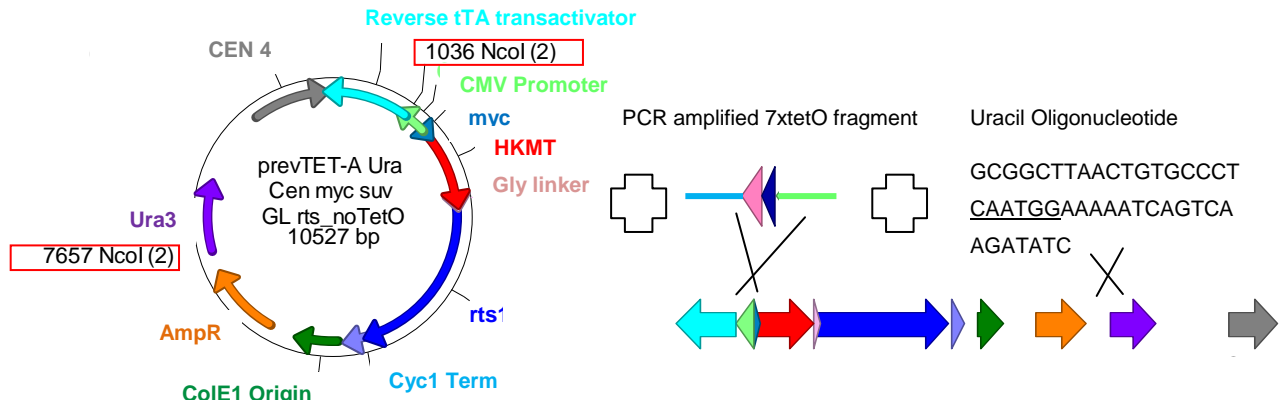 Reverse tTA transactivator
CEN 4
1036 NcoI (2)
CMV Promoter
myc
HKMT
Gly linker
prevTET-A Ura
Cen myc suv
GL rts_noTetO
10527 bp
Ura3
7657 NcoI (2)
AmpR
rts1
Cyc1 Term
ColE1 Origin
PCR amplified 7xtetO fragment
Uracil Oligonucleotide
GCGGCTTAACTGTGCCCT
CAATGGAAAAATCAGTCA
AGATATC